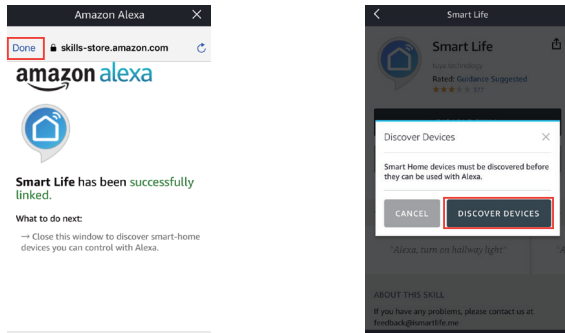 Amazon Alexa
Done
skills-store.amazon.com
amazon alexa
Smart Life has been successfully
linked.
What to do next:
→ Close this window to discover smart-home
devices you can control with Alexa.
Smart Life
Smart Life
Rated: Guidance Suggested
Discover Devices
Smart Home devices must be discovered before
they can be used with Alexa.
CANCEL
DISCOVER DEVICES
"Alexa, turn on hallway light"
ABOUT THIS SKILL
If you have any problems, please contact us at
feedback@ismartlife.me